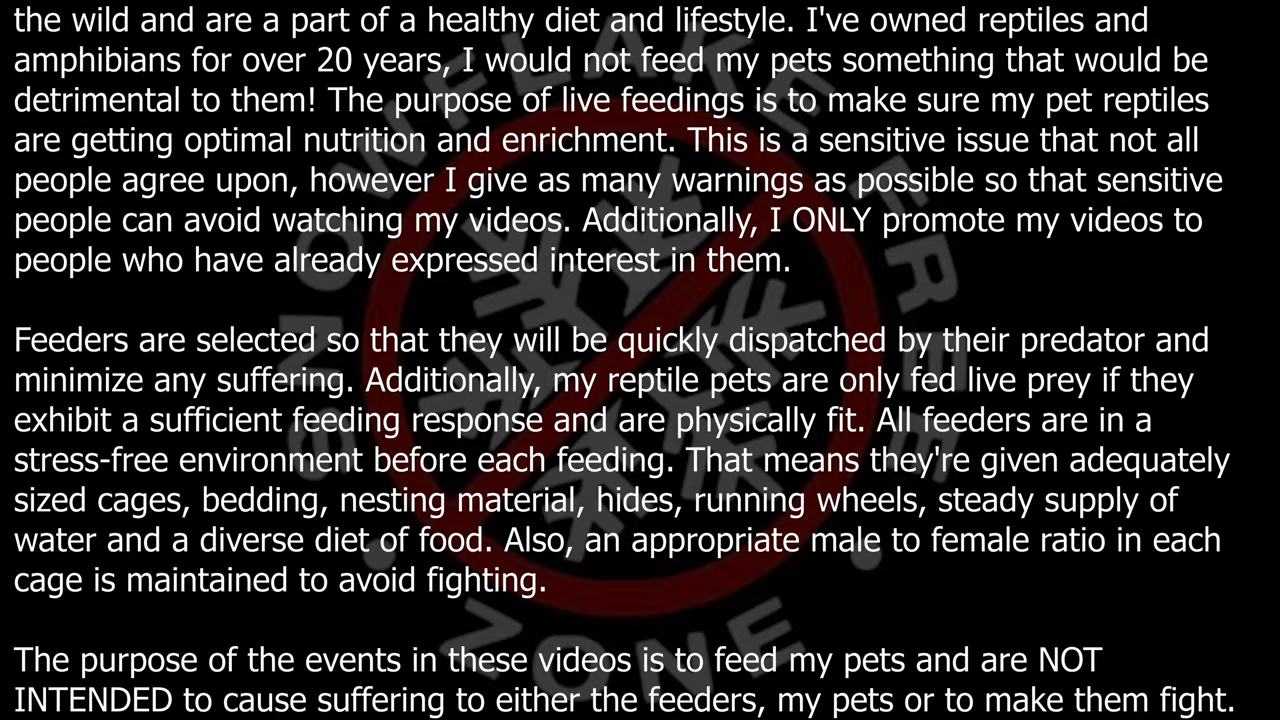 the wild and are a part of a healthy diet and lifestyle. I've owned reptiles and
amphibians for over 20 years, I would not feed my pets something that would be
detrimental to them! The purpose of live feedings is to make sure my pet reptiles
are getting optimal nutrition and enrichment. This is a sensitive issue that not all
people agree upon, however I give as many warnings as possible so that sensitive
people can avoid watching my videos. Additionally, I ONLY promote my videos to
people who have already expressed interest in them.
Feeders are selected so that they will be quickly dispatched by their predator and
minimize any suffering. Additionally, my reptile pets are only fed live prey if they
exhibit a sufficient feeding response and are physically fit. All feeders are in a
stress-free environment before each feeding. That means they're given adequately
sized cages, bedding, nesting material, hides, running wheels, steady supply of
water and a diverse diet of food. Also, an appropriate male to female ratio in each
cage is maintained to avoid fighting.
The purpose of the events in these videos is to feed my pets and are NOT
INTENDED to cause suffering to either the feeders, my pets or to make them fight.
SNOWFLAKE FREE
ZONE